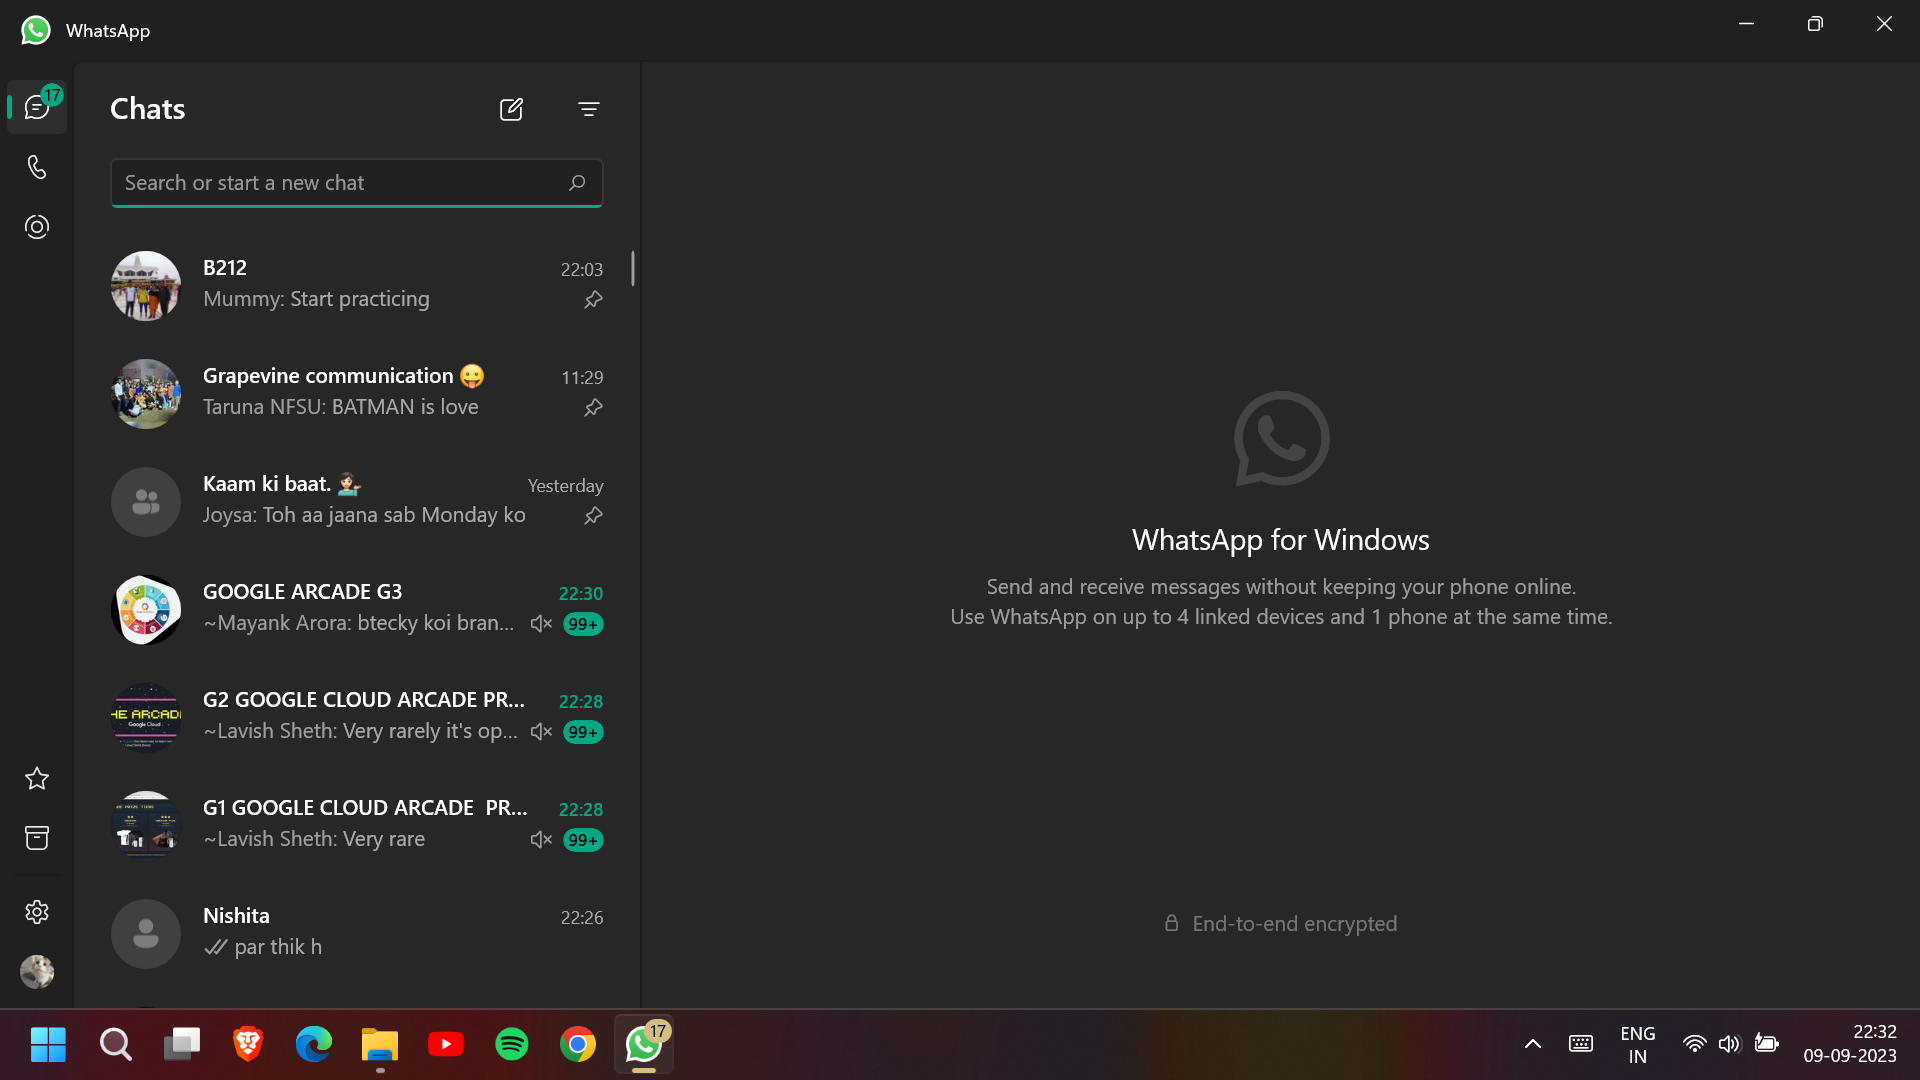 WhatsApp
17
Chats
Search or start a new chat
B212
22:03
Mummy: Start practicing
Grapevine communication 😛
11:29
Taruna NFSU: BATMAN is love
Kaam ki baat. 💁🏻‍♀️
Yesterday
Joysa: Toh aa jaana sab Monday ko
GOOGLE ARCADE G3
22:30
~Mayank Arora: btecky koi bran...
99+
G2 GOOGLE CLOUD ARCADE PR...
22:28
~Lavish Sheth: Very rarely it's op...
99+
HE ARCADE
Google Cloud
G1 GOOGLE CLOUD ARCADE  PR...
22:28
~Lavish Sheth: Very rare
99+
Nishita
22:26
par thik h
WhatsApp for Windows
Send and receive messages without keeping your phone online.
Use WhatsApp on up to 4 linked devices and 1 phone at the same time.
End-to-end encrypted
17
ENG
IN
22:32
09-09-2023